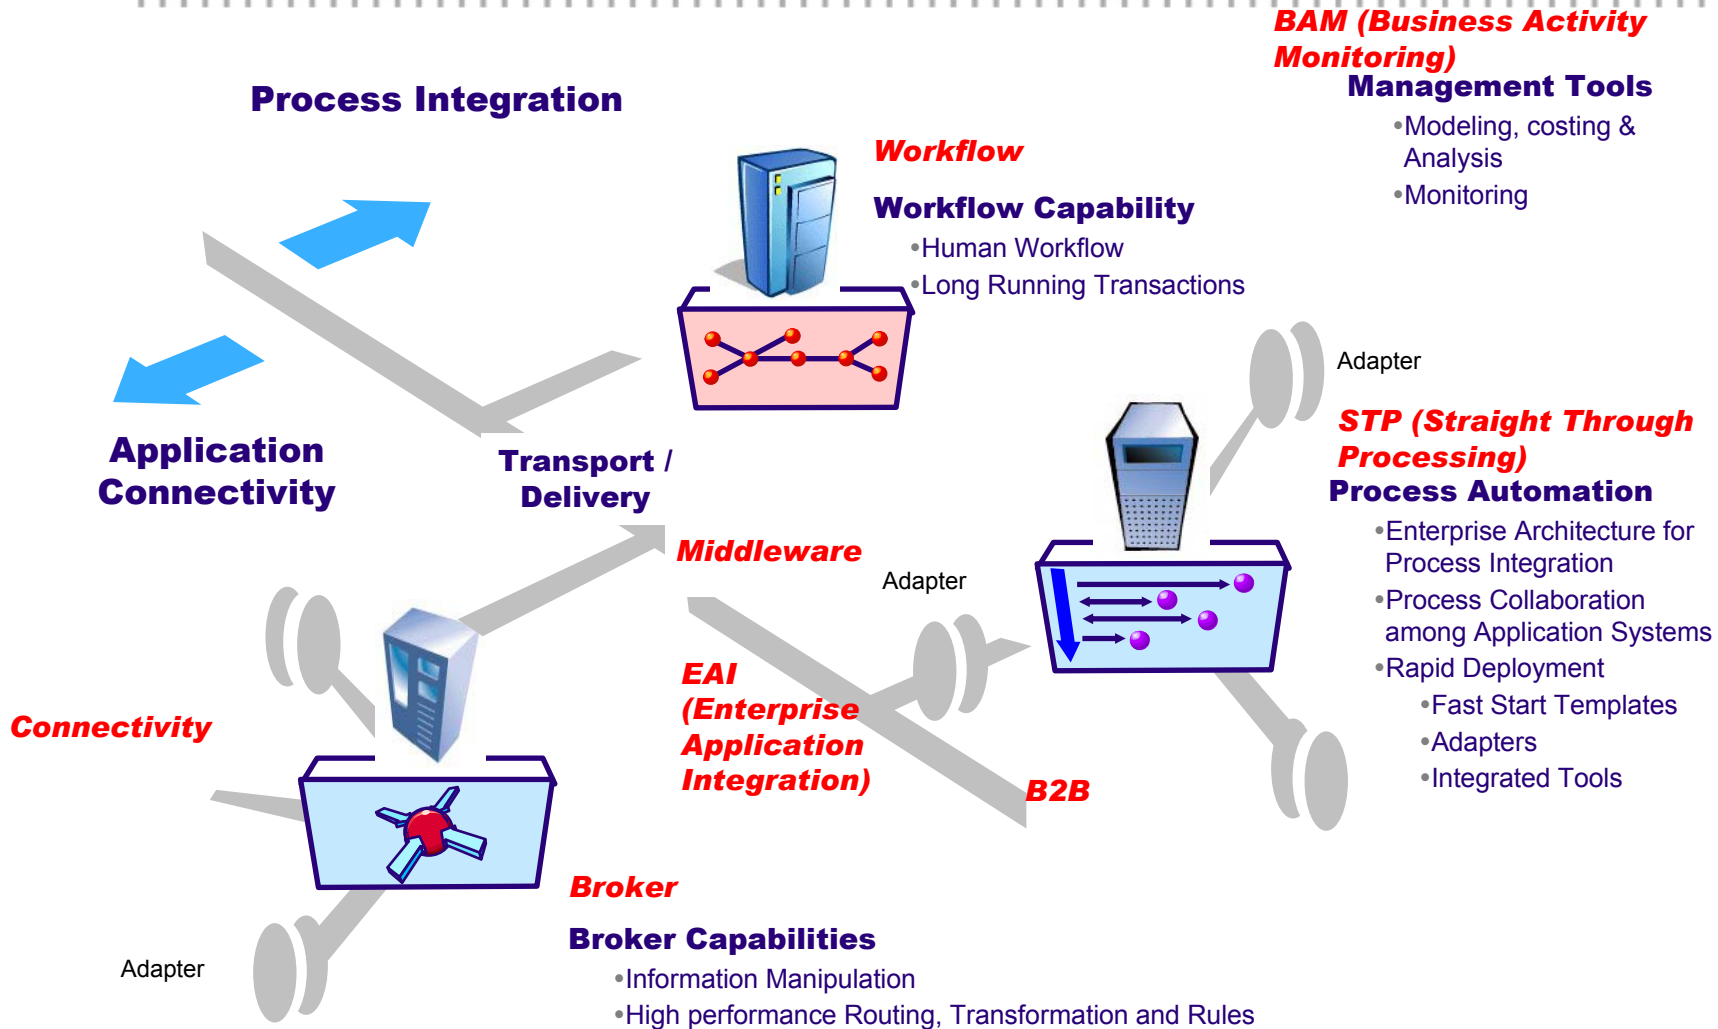 BAM (Business Activity
Monitoring)
Management Tools
•Modeling, costing &
Analysis
•Monitoring
Process Integration
Workflow
Workflow Capability
•Human Workflow
•Long Running Transactions
Adapter
STP (Straight Through
Processing)
Process Automation
•Enterprise Architecture for
Process Integration
•Process Collaboration
among Application Systems
•Rapid Deployment
•Fast Start Templates
•Adapters
•Integrated Tools
Application
Connectivity
Transport /
Delivery
Middleware
Adapter
EAI
(Enterprise
Application
Integration)
B2B
Connectivity
Broker
Broker Capabilities
•Information Manipulation
•High performance Routing, Transformation and Rules
Adapter